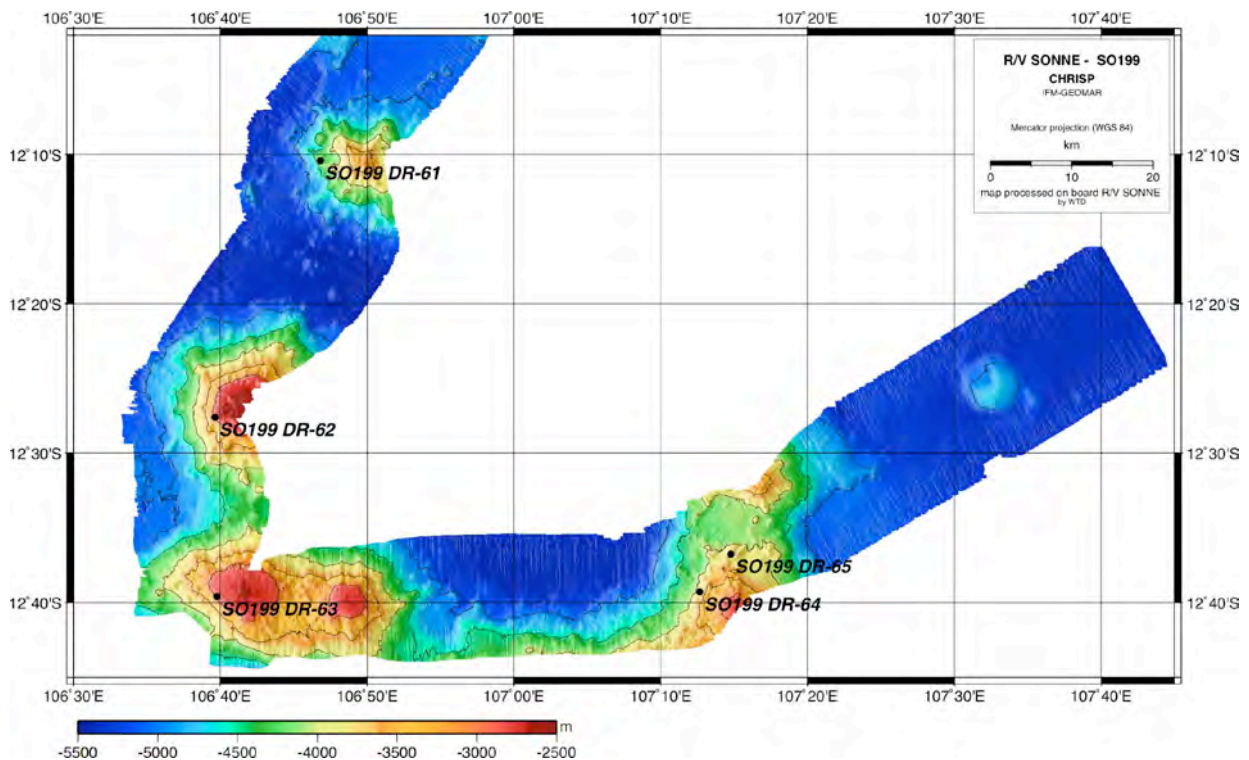 106˚30'E 106˚40'E 106˚50'E 107˚00'E 107˚10'E 107˚20'E 107˚30'E 107˚40'E
R/V SONNE - SO199
CHRISP
IFM-GEOMAR
Mercator projection (WGS 84)
km
0 10 20
map processed on board R/V SONNE
by WTD
12˚10'S 12˚10'S
SO199 DR-61
12˚20'S 12˚20'S
SO199 DR-62
12˚30'S 12˚30'S
SO199 DR-65
12˚40'S SO199 DR-63 SO199 DR-64 12˚40'S
106˚30'E 106˚40'E 106˚50'E 107˚00'E 107˚10'E 107˚20'E 107˚30'E 107˚40'E
m
-5500 -5000 -4500 -4000 -3500 -3000 -2500